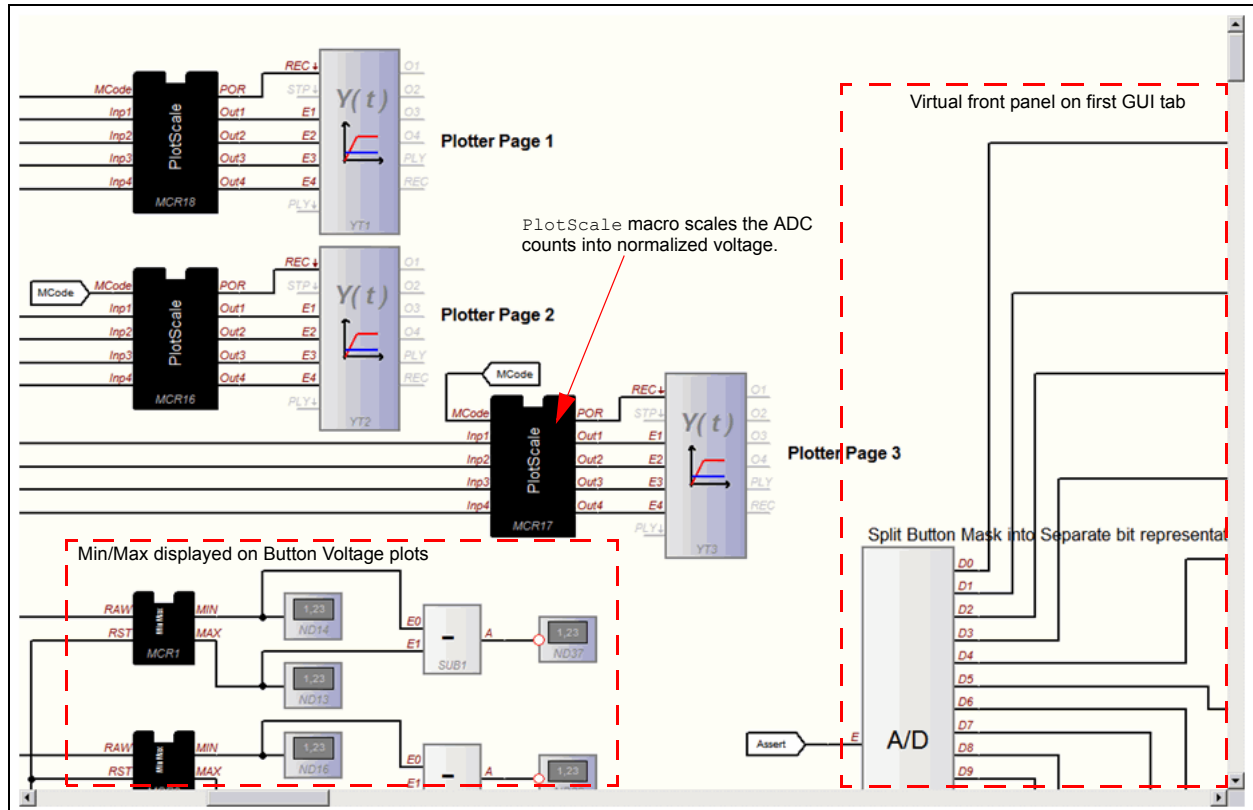 REC↓ O1
MCode POR STP↓ O2
Inp1 Out1 E1 Y(t) O3
Inp2 Out2 E2 O4
Inp3 Out3 E3 PLY
Inp4 Out4 E4 REC
PlotScale
PLY↓
MCR18
YT1
Plotter Page 1
REC↓ O1
MCode MCode POR STP↓ O2
Inp1 Out1 E1 Y(t) O3
Inp2 Out2 E2 O4
Inp3 Out3 E3 PLY
Inp4 Out4 E4 REC
PlotScale
PLY↓
MCR16
YT2
Plotter Page 2
PlotScale macro scales the ADC
counts into normalized voltage.
MCode
REC↓ O1
MCode POR STP↓ O2
Inp1 Out1 E1 Y(t) O3
Inp2 Out2 E2 O4
Inp3 Out3 E3 PLY
Inp4 Out4 E4 REC
PlotScale
PLY↓
MCR17
YT3
Plotter Page 3
Virtual front panel on first GUI tab
Min/Max displayed on Button Voltage plots
RAW MIN
RST MAX
Min Max
MCR1
1,23
ND14
1,23
ND13
E0
E1
-
A
SUB1
1,23
ND37
RAW MIN
RST MAX
1,23
ND16
E0
E1
-
A
1,23
Split Button Mask into Separate bit representat
D0
D1
D2
D3
D4
D5
D6
D7
D8
D9
Assert E A/D